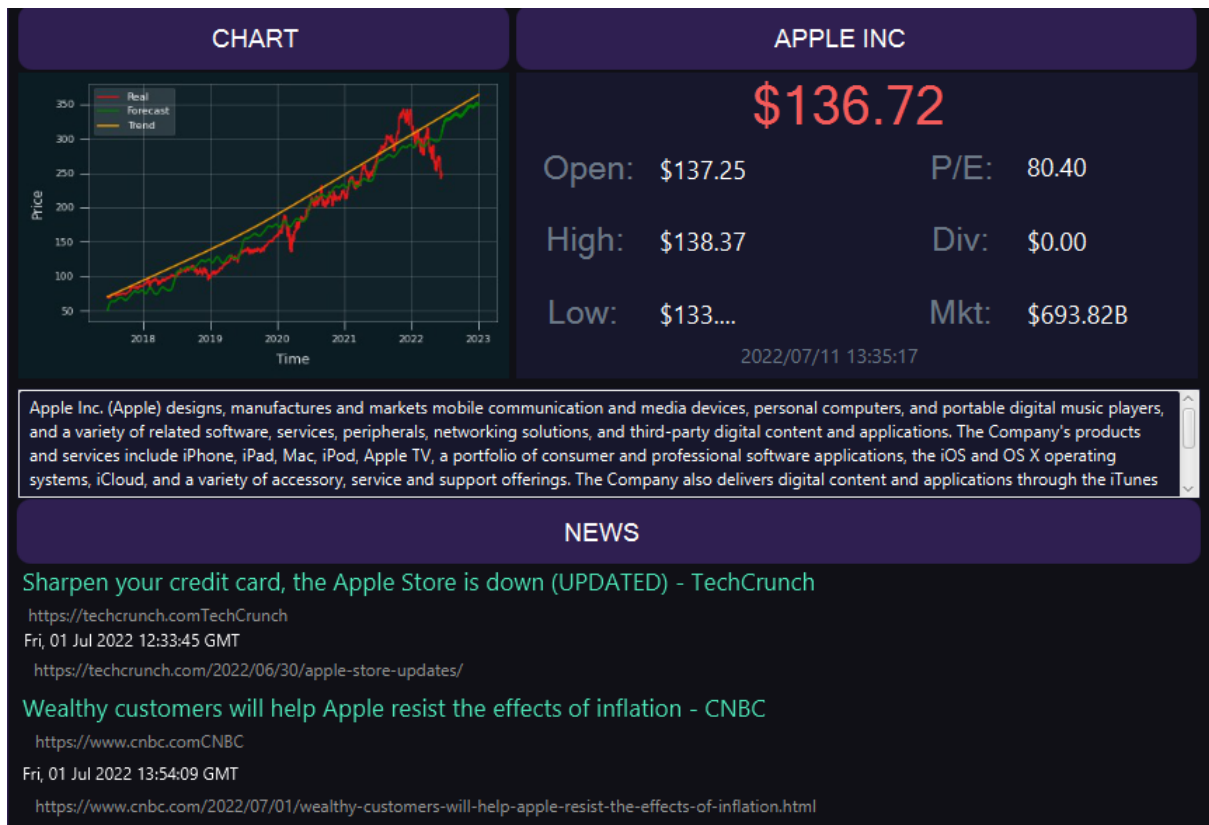 CHART
APPLE INC
Real
Forecast
Trend
350
300
250
200
150
100
50
Price
2018 2019 2020 2021 2022 2023
Time
$136.72
Open: $137.25 P/E: 80.40
High: $138.37 Div: $0.00
Low: $133.... Mkt: $693.82B
2022/07/11 13:35:17
Apple Inc. (Apple) designs, manufactures and markets mobile communication and media devices, personal computers, and portable digital music players,
and a variety of related software, services, peripherals, networking solutions, and third-party digital content and applications. The Company's products
and services include iPhone, iPad, Mac, iPod, Apple TV, a portfolio of consumer and professional software applications, the iOS and OS X operating
systems, iCloud, and a variety of accessory, service and support offerings. The Company also delivers digital content and applications through the iTunes
NEWS
Sharpen your credit card, the Apple Store is down (UPDATED) - TechCrunch
https://techcrunch.comTechCrunch
Fri, 01 Jul 2022 12:33:45 GMT
https://techcrunch.com/2022/06/30/apple-store-updates/
Wealthy customers will help Apple resist the effects of inflation - CNBC
https://www.cnbc.comCNBC
Fri, 01 Jul 2022 13:54:09 GMT
https://www.cnbc.com/2022/07/01/wealthy-customers-will-help-apple-resist-the-effects-of-inflation.html